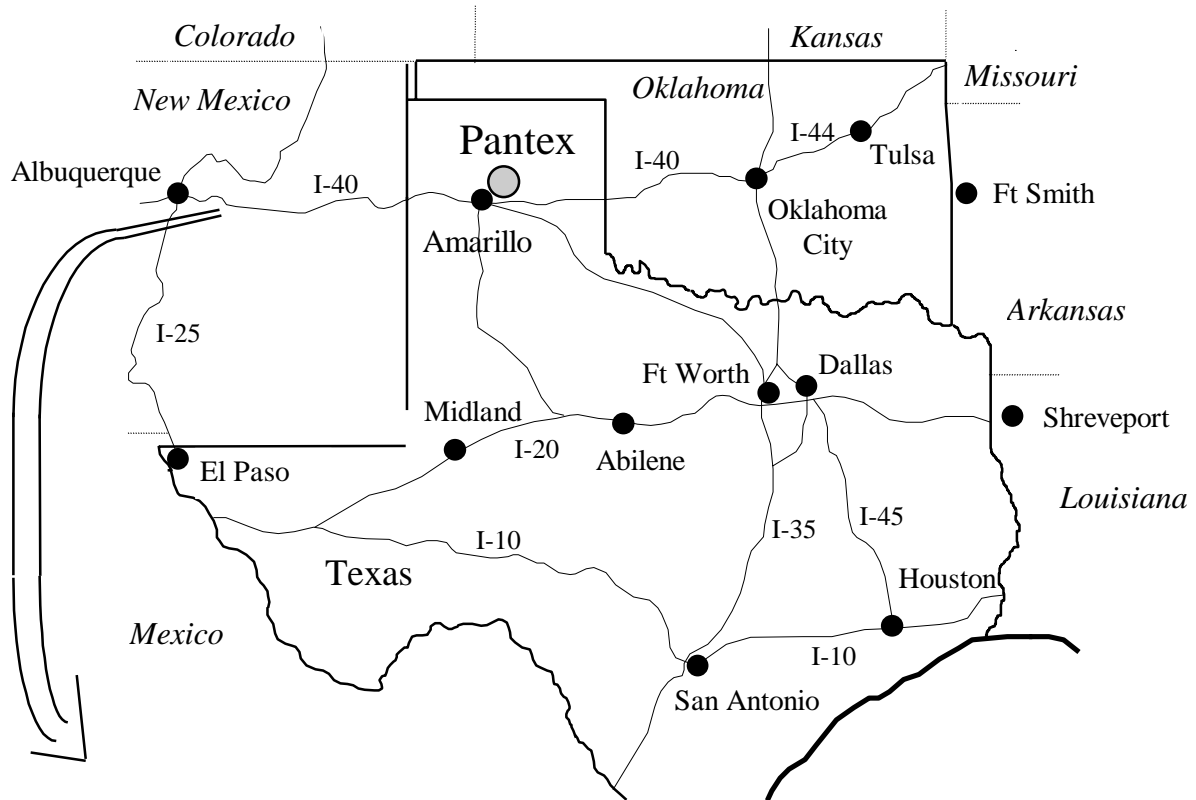 Colorado
Kansas
Missouri
New Mexico
Oklahoma
Pantex
I-44
Tulsa
Albuquerque
I-40
I-40
Ft Smith
Oklahoma
City
Amarillo
Arkansas
I-25
Ft Worth
Dallas
Midland
Shreveport
I-20
Abilene
El Paso
Louisiana
I-10
I-35
I-45
Texas
Houston
Mexico
I-10
San Antonio